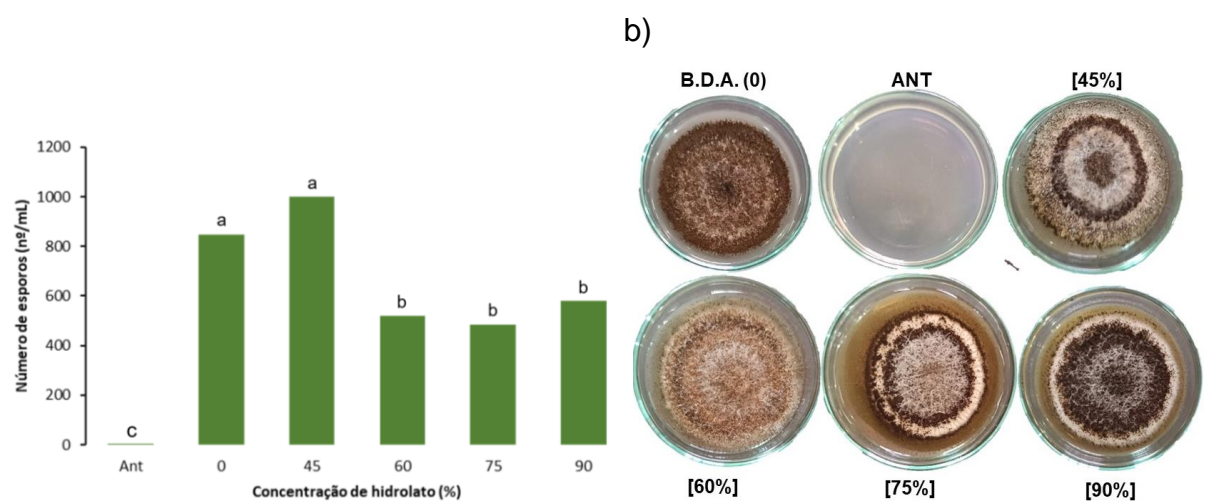 b)
B.D.A. (0) ANT [45%]
1200
a
1000
a
800
b
600
b
b
400
200
c
0
Ant 0 45 60 75 90
Número de esporos (nº/mL)
Concentração de hidrolato (%)
[60%] [75%] [90%]